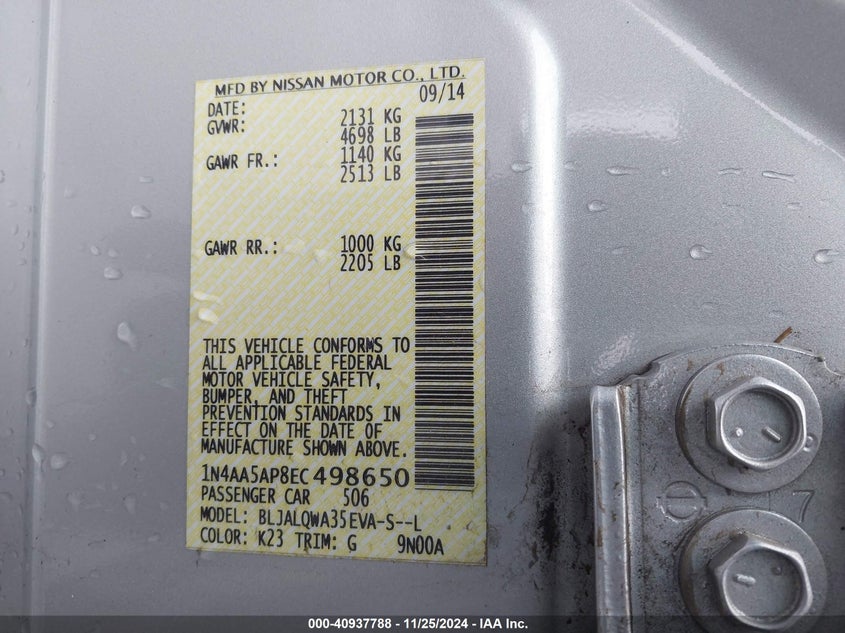 MFD BY NISSAN MOTOR CO., LTD.
DATE: 09/14
GVWR: 2131 KG
4698 LB
GAWR FR.: 1140 KG
2513 LB
GAWR RR.: 1000 KG
2205 LB
THIS VEHICLE CONFORMS TO
ALL APPLICABLE FEDERAL
MOTOR VEHICLE SAFETY,
BUMPER, AND THEFT
PREVENTION STANDARDS IN
EFFECT ON THE DATE OF
MANUFACTURE SHOWN ABOVE.
1N4AA5AP8EC498650
PASSENGER CAR 506
MODEL: BLJALQWA35EVA-S--L
COLOR: K23 TRIM: G 9N00A
7
000-40937788 - 11/25/2024 - IAA Inc.